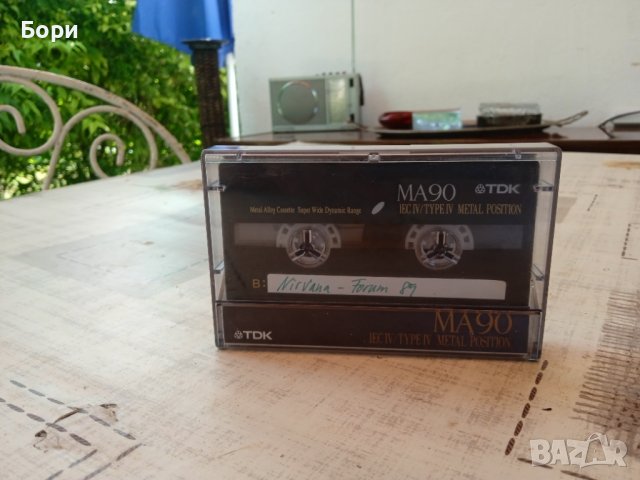 Бори
MA90 TDK
Metal Alloy Cassette Super Wide Dynamic Range IEC IV/TYPE IV METAL POSITION
B: Nirvana - Forum 89
TDK MA90
IEC IV/TYPE IV METAL POSITION
BAZAR